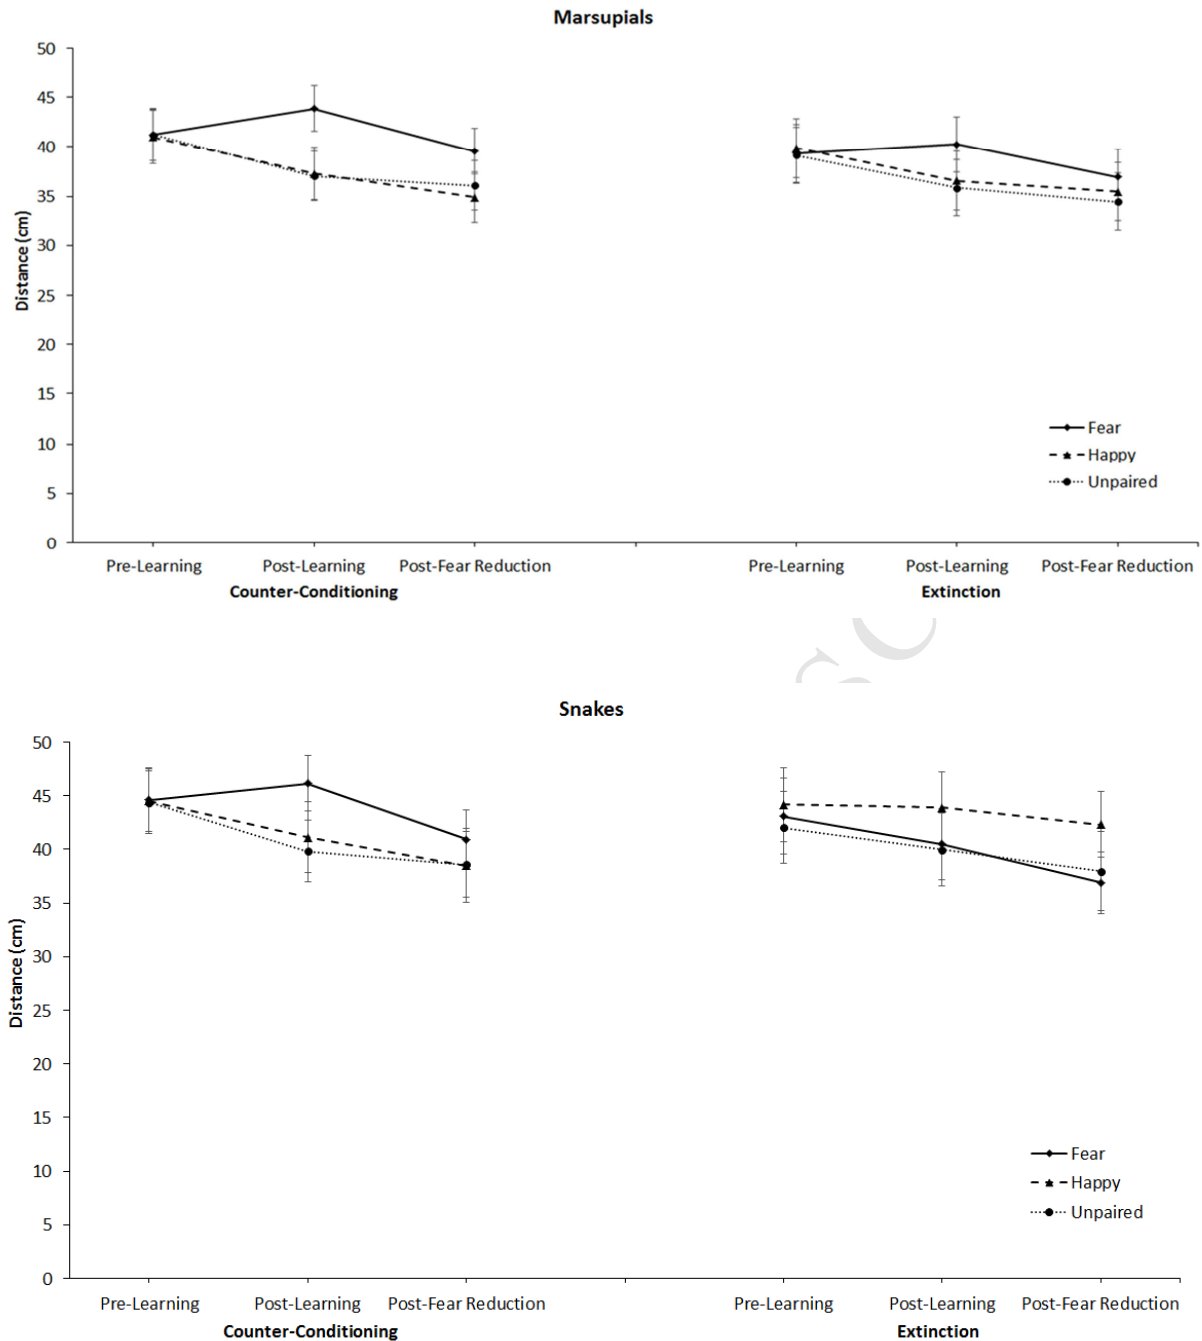 Marsupials
50
45
40
35
30
25
20
15
10
5
0
Distance (cm)
Fear
Happy
Unpaired
Pre-Learning Post-Learning Post-Fear Reduction Pre-Learning Post-Learning Post-Fear Reduction
Counter-Conditioning Extinction
SC
Snakes
50
45
40
35
30
25
20
15
10
5
0
Distance (cm)
Fear
Happy
Unpaired
Pre-Learning Post-Learning Post-Fear Reduction Pre-Learning Post-Learning Post-Fear Reduction
Counter-Conditioning Extinction